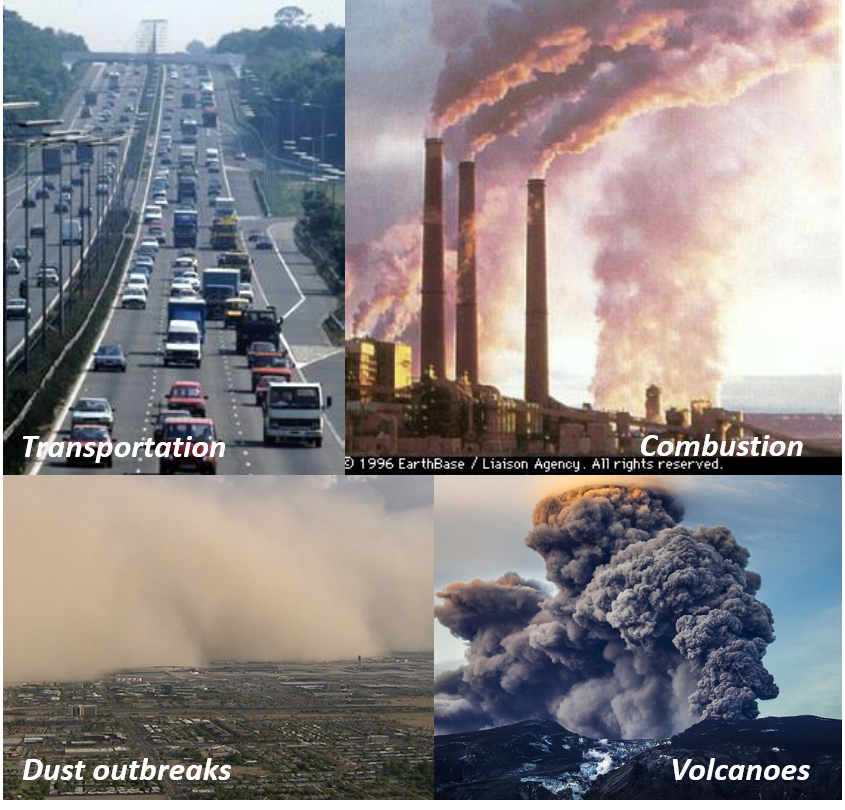 Transportation
Combustion
© 1996 EarthBase / Liaison Agency. All rights reserved.
Dust outbreaks
Volcanoes